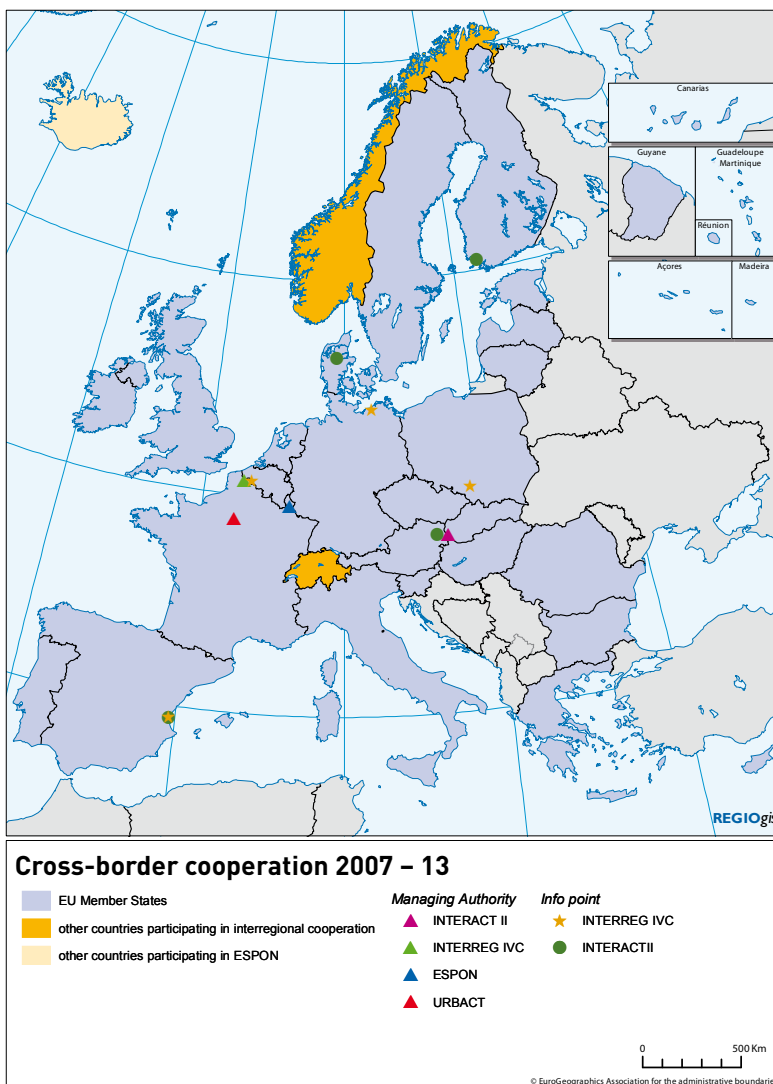 Canarias
Guyane
Guadeloupe
Martinique
Réunion
Açores
Madeira
REGIOgis
Cross-border cooperation 2007 – 13
EU Member States
other countries participating in interregional cooperation
other countries participating in ESPON
Managing Authority
INTERACT II
INTERREG IVC
ESPON
URBACT
Info point
INTERREG IVC
INTERACTII
0 500 Km
© EuroGeographics Association for the administrative boundarie